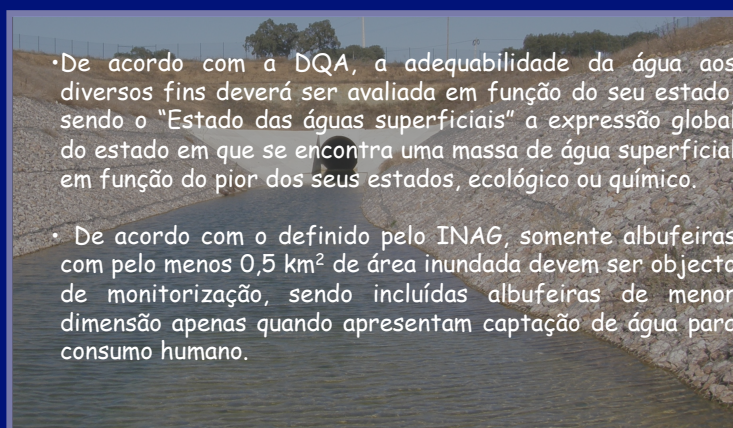 •De acordo com a DQA, a adequabilidade da água aos
diversos fins deverá ser avaliada em função do seu estado
sendo o “Estado das águas superficiais” a expressão global
do estado em que se encontra uma massa de água superficial
em função do pior dos seus estados, ecológico ou químico.
• De acordo com o definido pelo INAG, somente albufeiras
com pelo menos 0,5 km² de área inundada devem ser objecto
de monitorização, sendo incluídas albufeiras de menor
dimensão apenas quando apresentam captação de água para
consumo humano.